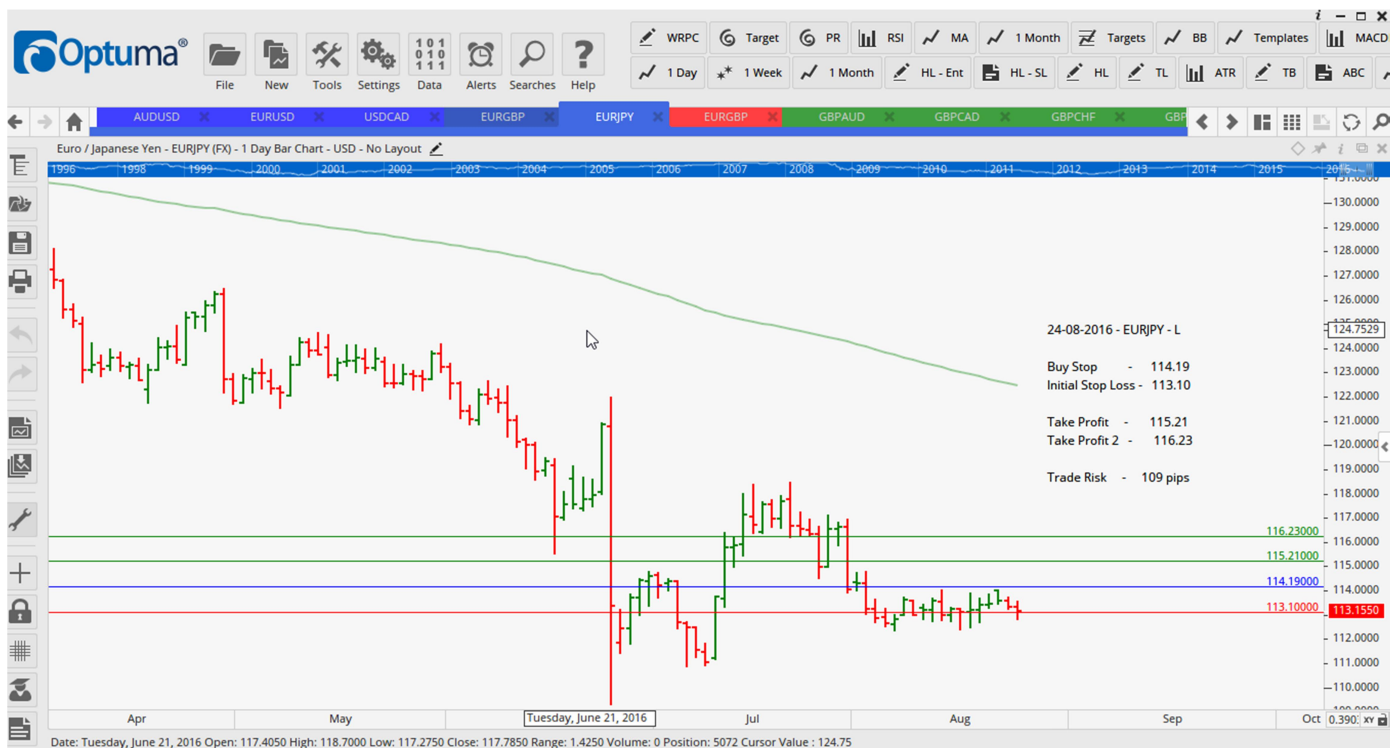 i
Optuma®
File
New
Tools
Settings
101
010
111
Data
Alerts
Searches
?
Help
WRPC Target PR RSI MA 1 Month Targets BB Templates MACD
1 Day 1 Week 1 Month HL - Ent HL - SL HL TL ATR TB ABC
AUDUSD EURUSD USDCAD EURGBP EURJPY EURGBP GBPAUD GBPCAD GBPCHF GBP
Euro / Japanese Yen - EURJPY (FX) - 1 Day Bar Chart - USD - No Layout
i
1996 1998 1999 2000 2001 2002 2003 2004 2005 2006 2007 2008 2009 2010 2011 2012 2013 2014 2015
131.0000
130.0000
129.0000
128.0000
127.0000
126.0000
124.7529
124.0000
123.0000
122.0000
121.0000
120.0000
119.0000
118.0000
117.0000
116.0000
115.0000
114.0000
113.1550
112.0000
111.0000
110.0000
24-08-2016 - EURJPY - L
Buy Stop - 114.19
Initial Stop Loss - 113.10
Take Profit - 115.21
Take Profit 2 - 116.23
Trade Risk - 109 pips
116.23000
115.21000
114.19000
113.10000
Apr May Tuesday, June 21, 2016 Jul Aug Sep Oct 0.390 XY
Date: Tuesday, June 21, 2016 Open: 117.4050 High: 118.7000 Low: 117.2750 Close: 117.7850 Range: 1.4250 Volume: 0 Position: 5072 Cursor Value : 124.75